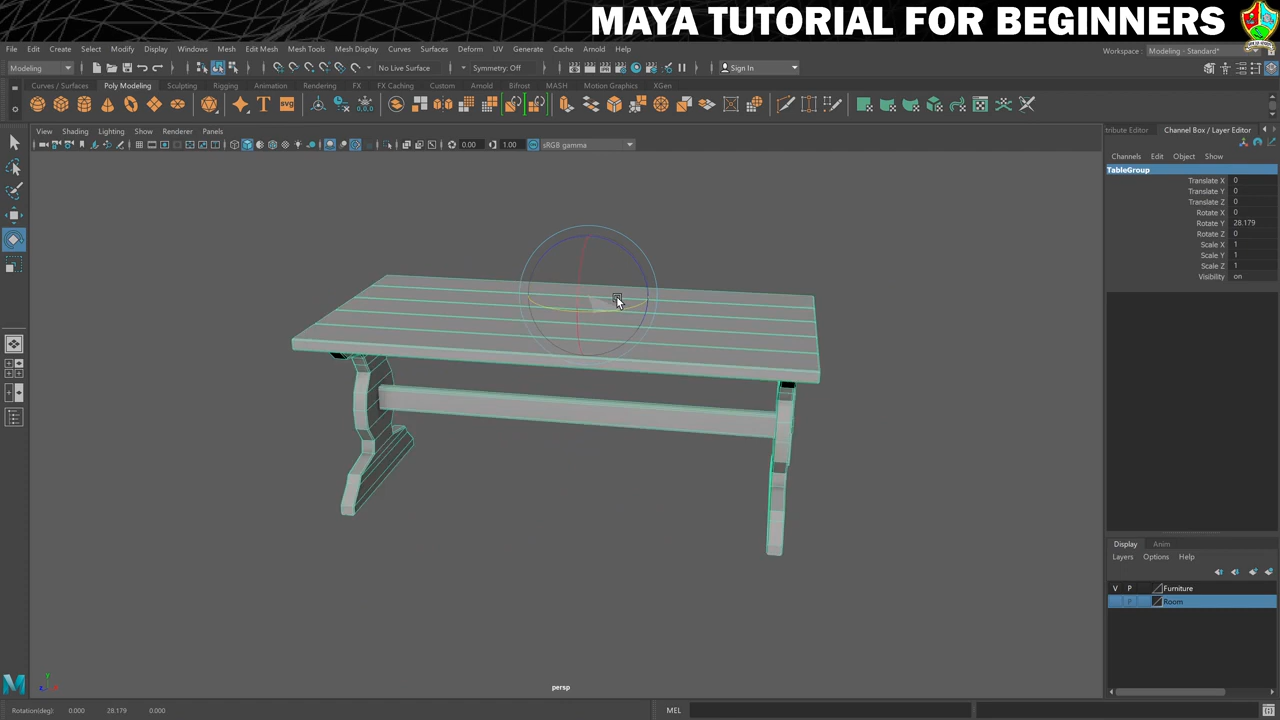 MAYA TUTORIAL FOR BEGINNERS
File Edit Create Select Modify Display Windows Mesh Edit Mesh Mesh Tools Mesh Display Curves Surfaces Deform UV Generate Cache Arnold Help
Workspace : Modeling - Standard*
Modeling No Live Surface Symmetry: Off Sign In
Curves / Surfaces Poly Modeling Sculpting Rigging Animation Rendering FX FX Caching Custom Arnold Bifrost MASH Motion Graphics XGen
View Shading Lighting Show Renderer Panels
tribute Editor Channel Box / Layer Editor
0.00 1.00 sRGB gamma
Channels Edit Object Show
TableGroup
Translate X 0
Translate Y 0
Translate Z 0
Rotate X 0
Rotate Y 28.179
Rotate Z 0
Scale X 1
Scale Y 1
Scale Z 1
Visibility on
Display Anim
Layers Options Help
V P Furniture
P Room
persp
Rotation(deg): 0.000 28.179 0.000 MEL